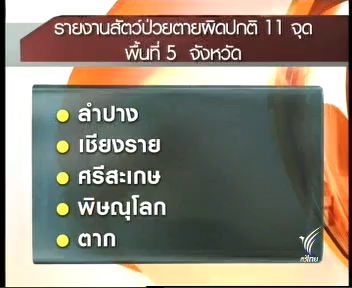 รายงานสัตว์ป่วยตายผิดปกติ 11 จุด
พื้นที่ 5 จังหวัด
ลำปาง
เชียงราย
ศรีสะเกษ
พิษณุโลก
ตาก
ทีวีไทย